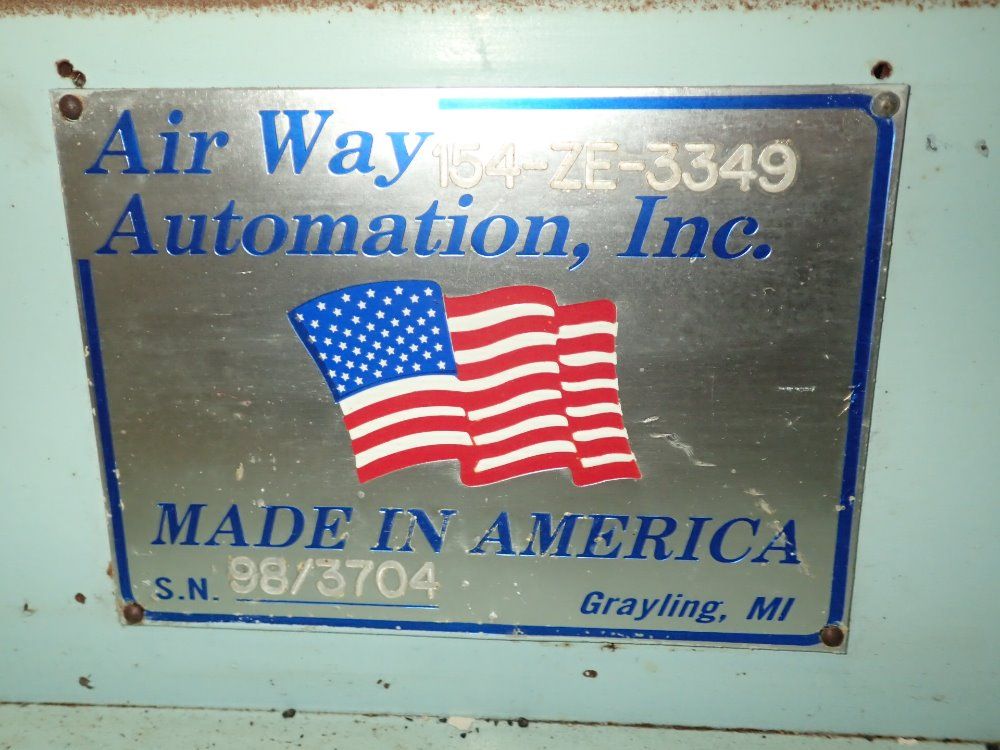 Air Way 154-ZE-3349
Automation, Inc.
MADE IN AMERICA
S.N. 98/3704
Grayling, MI